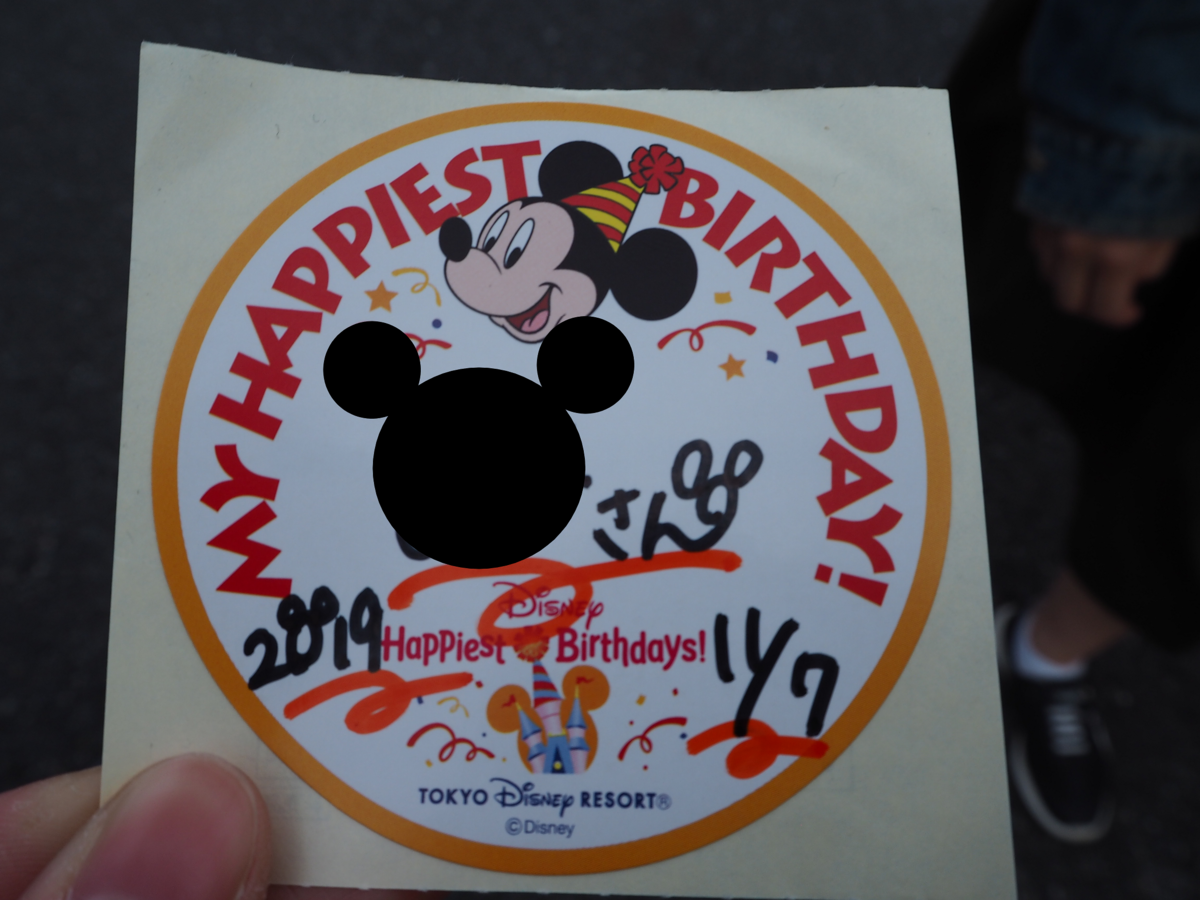 MY HAPPIEST BIRTHDAY!
さん
Disney
Happiest Birthdays!
2019
11/7
TOKYO Disney RESORT®
©Disney